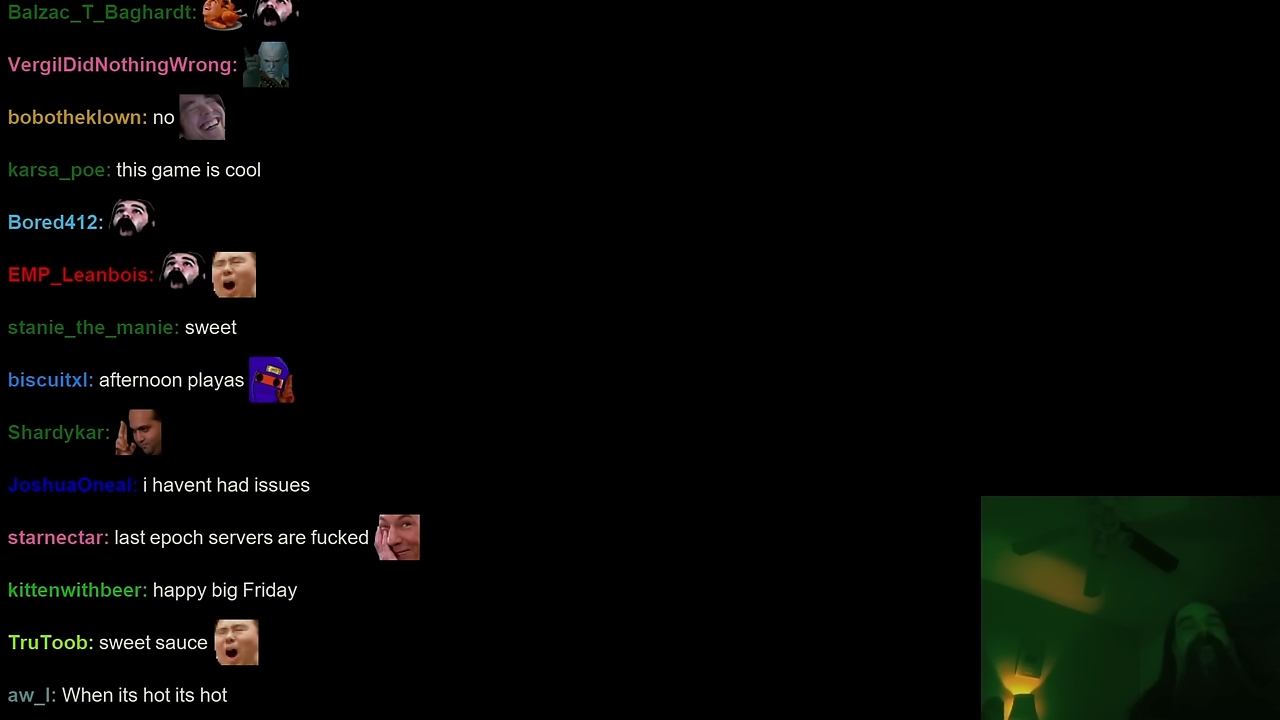 Balzac_T_Baghardt:
VergilDidNothingWrong:
bobotheklown: no
karsa_poe: this game is cool
Bored412:
EMP_Leanbois:
stanie_the_manie: sweet
biscuitxl: afternoon playas
Shardykar:
JoshuaOneal: i havent had issues
starnectar: last epoch servers are fucked
kittenwithbeer: happy big Friday
TruToob: sweet sauce
aw_l: When its hot its hot